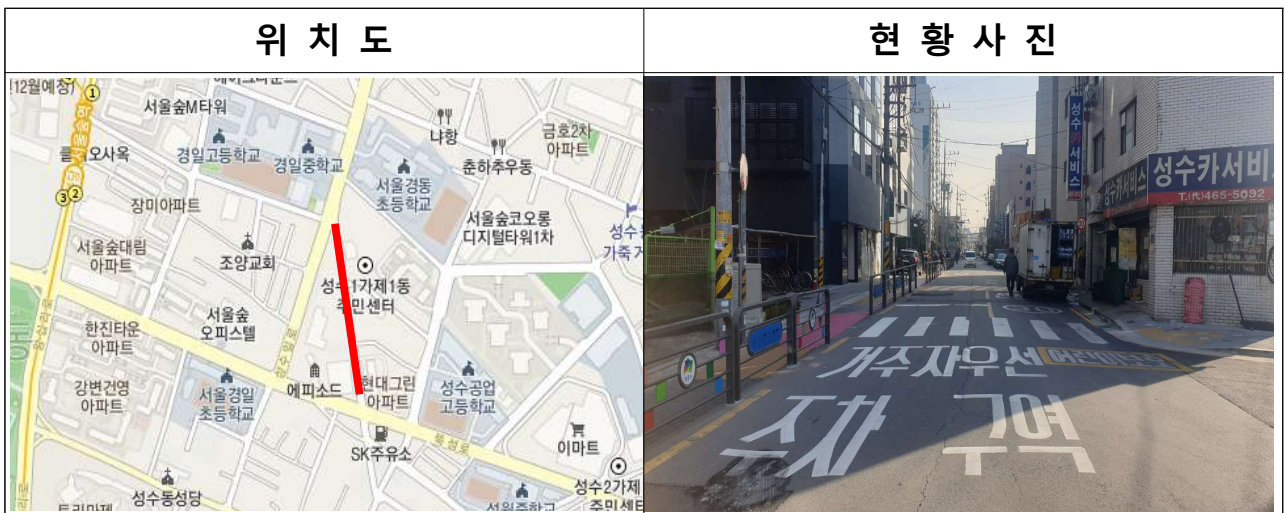 위 치 도
현 황 사 진
12월예정)
1
서울숲M타워
경일고등학교
경일중학교
냐항
춘하추우동
금호2차
아파트
서울경동
초등학교
3
2
장미아파트
서울숲대림
아파트
조양교회
서울숲코오롱
디지털타워1차
성수1가제1동
주민센터
한진타운
아파트
서울숲
오피스텔
강변건영
아파트
서울경일
초등학교
에피소드
현대그린
아파트
성수공업
고등학교
뚝섬로
SK주유소
이마트
성수동성당
성수2가제
주민센터
성수카서비스
성수카서비
T.(代)465-5092
거주자우선
주차
구역